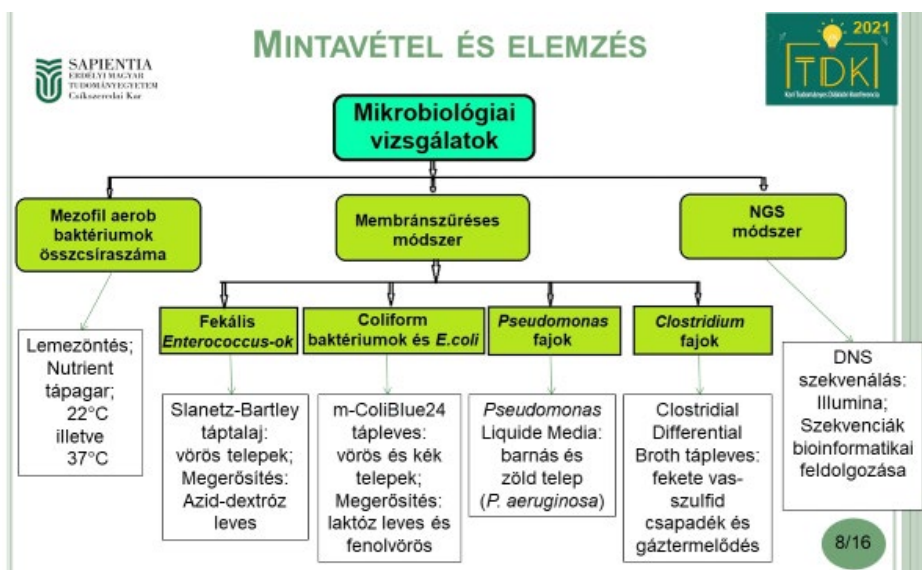 MINTAVÉTEL ÉS ELEMZÉS
SAPIENTIA
ERDÉLYI MAGYAR
TUDOMÁNYEGYETEM
Csíkszeredai Kar
2021
TDK
Kari Tudományos Diákköri Konferencia
Mikrobiológiai
vizsgálatok
Mezofil aerob
baktériumok
összcsíraszáma
Membránszűréses
módszer
NGS
módszer
Fekális
Enterococcus-ok
Coliform
baktériumok és E.coli
Pseudomonas
fajok
Clostridium
fajok
Lemezöntés;
Nutrient
tápagar;
22°C
illetve
37°C
Slanetz-Bartley
táptalaj:
vörös telepek;
Megerősítés:
Azid-dextróz
leves
m-ColiBlue24
tápleves:
vörös és kék
telepek;
Megerősítés:
laktóz leves és
fenolvörös
Pseudomonas
Liquide Media:
barnás és
zöld telep
(P. aeruginosa)
Clostridial
Differential
Broth tápleves:
fekete vas-
szulfid
csapadék és
gáztermelődés
DNS
szekvenálás:
Illumina;
Szekvenciák
bioinformatikai
feldolgozása
8/16